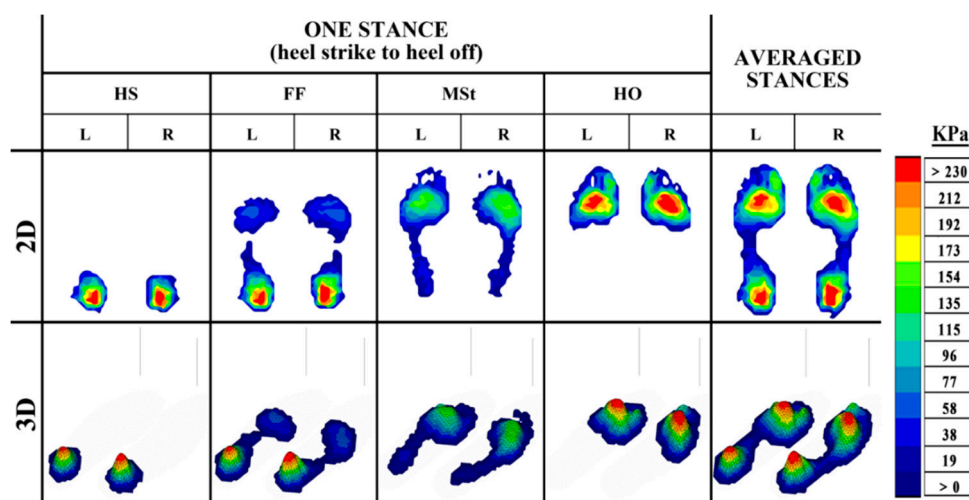 ONE STANCE
(heel strike to heel off)
AVERAGED
STANCES
HS FF MSt HO
L R L R L R L R L R
KPa
> 230
212
192
173
154
135
115
96
77
58
38
19
> 0
2D
3D